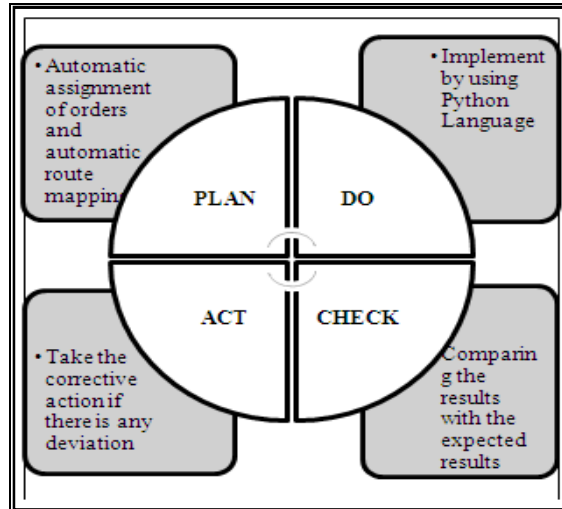 • Automatic
assignment
of orders
and
automatic
route
mapping
• Implement
by using
Python
Language
PLAN
DO
ACT
CHECK
• Take the
corrective
action if
there is any
deviation
Comparin
g the
results
with the
expected
results